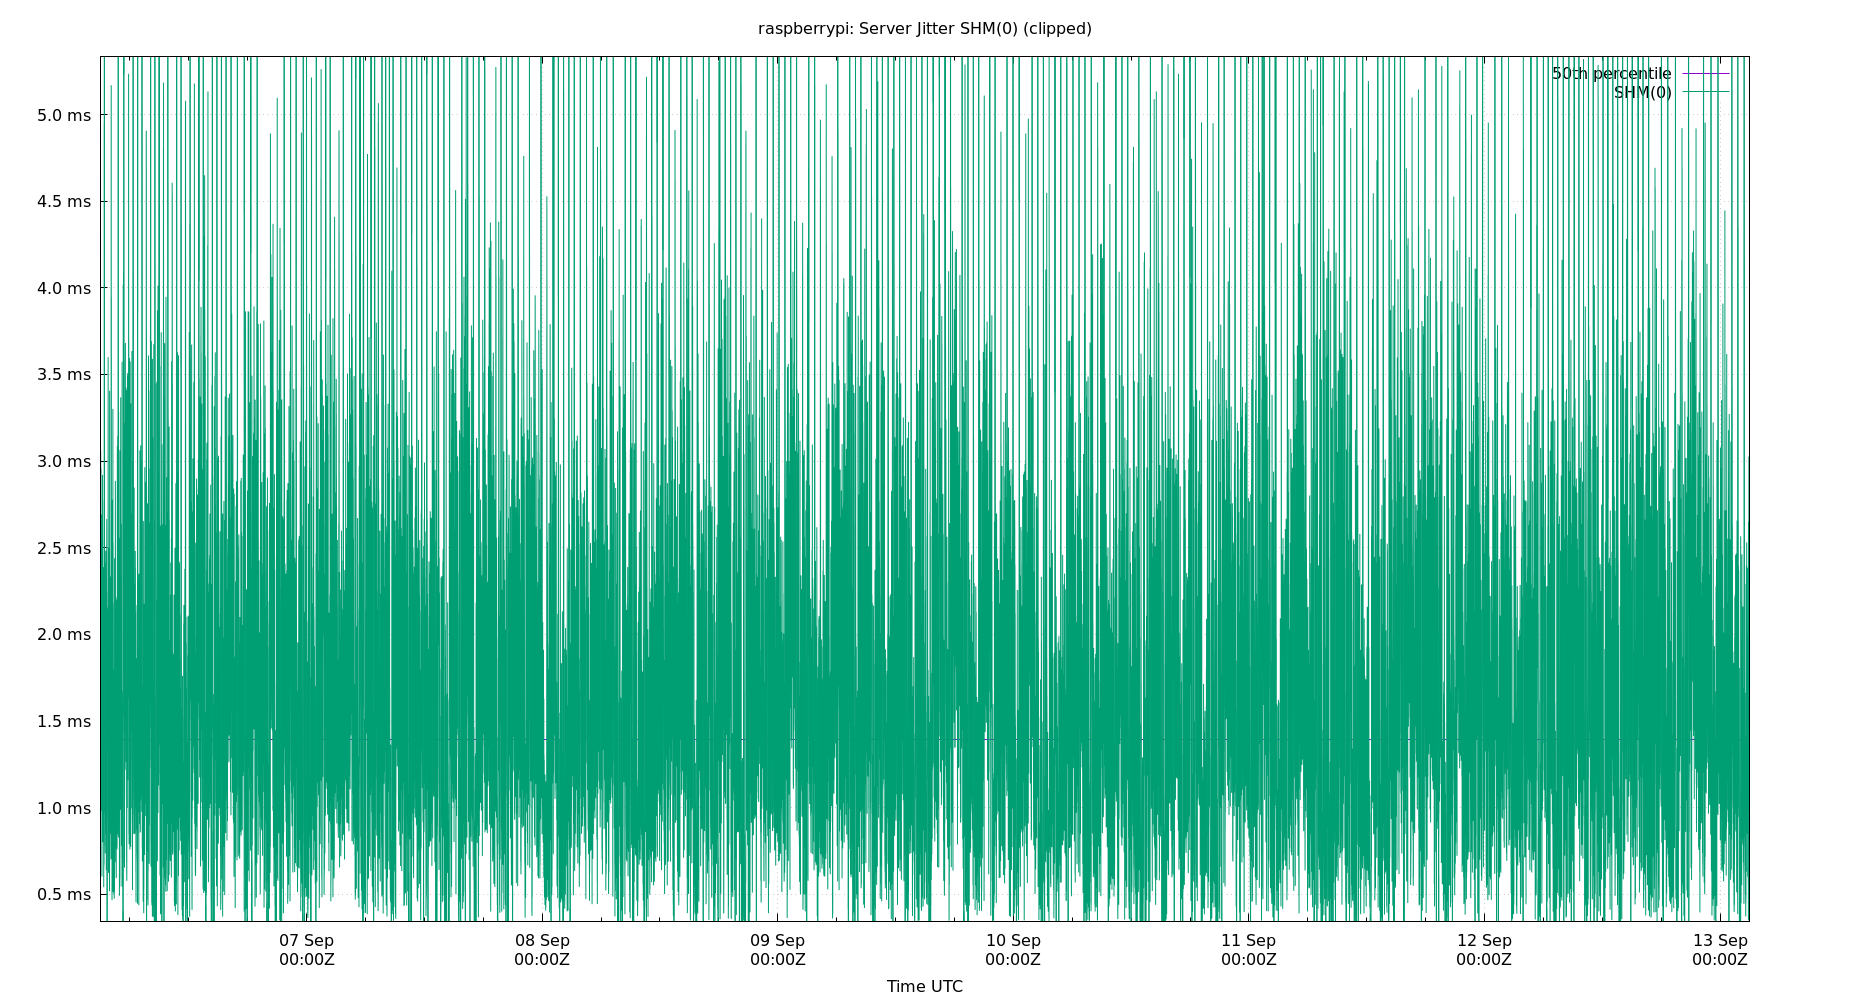 raspberrypi: Server Jitter SHM(0) (clipped)
50th percentile
SHM(0)
5.0 ms
4.5 ms
4.0 ms
3.5 ms
3.0 ms
2.5 ms
2.0 ms
1.5 ms
1.0 ms
0.5 ms
07 Sep 08 Sep 09 Sep 10 Sep 11 Sep 12 Sep 13 Sep
00:00Z 00:00Z 00:00Z 00:00Z 00:00Z 00:00Z 00:00Z
Time UTC